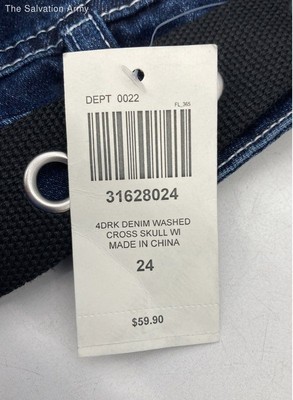 The Salvation Army
DEPT 0022
FL_365
31628024
4DRK DENIM WASHED
CROSS SKULL WI
MADE IN CHINA
24
$59.90